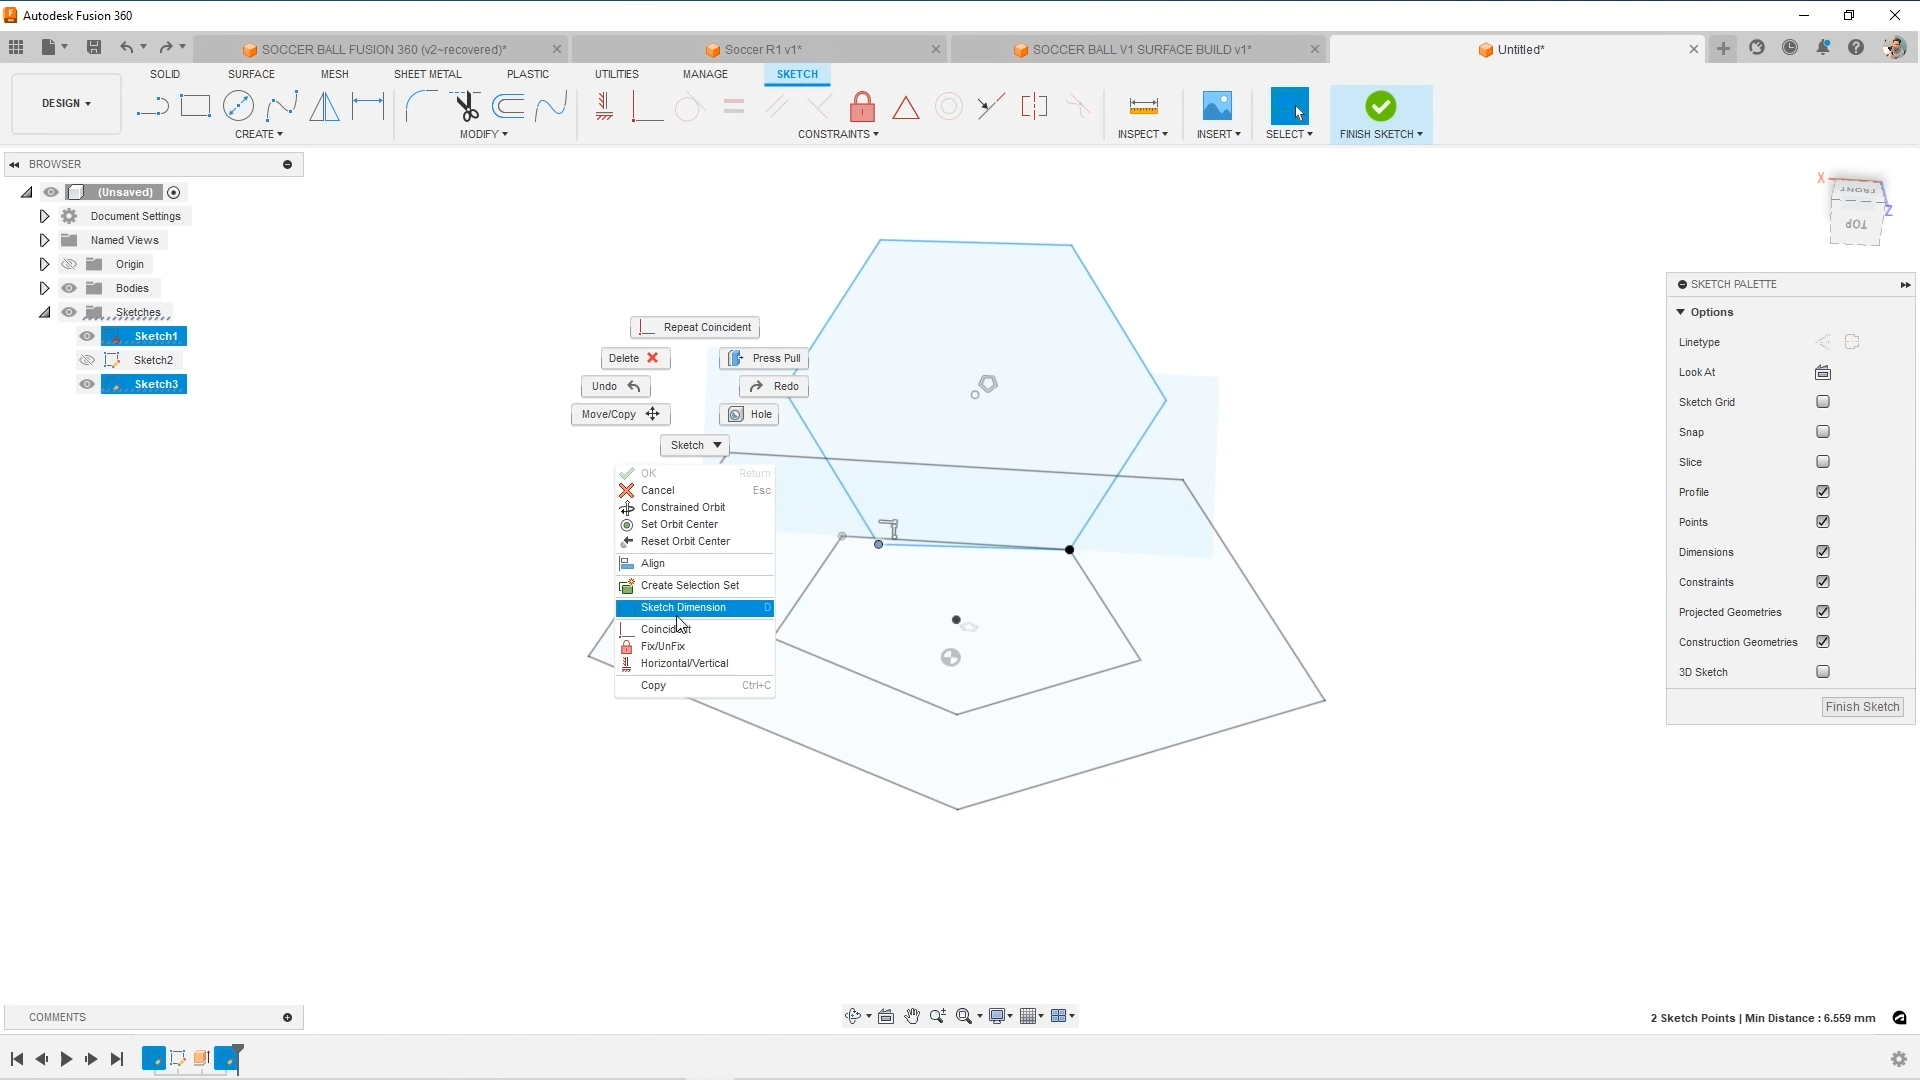 Autodesk Fusion 360
SOCCER BALL FUSION 360 (v2~recovered)*
Soccer R1 v1*
SOCCER BALL V1 SURFACE BUILD v1*
Untitled*
DESIGN
SOLID
SURFACE
MESH
SHEET METAL
PLASTIC
UTILITIES
MANAGE
SKETCH
CREATE
MODIFY
CONSTRAINTS
INSPECT
INSERT
SELECT
FINISH SKETCH
BROWSER
(Unsaved)
Document Settings
Named Views
Origin
Bodies
Sketches
Sketch1
Sketch2
Sketch3
Repeat Coincident
Delete
Press Pull
Undo
Redo
Move/Copy
Hole
Sketch
OK Return
Cancel Esc
Constrained Orbit
Set Orbit Center
Reset Orbit Center
Align
Create Selection Set
Sketch Dimension D
Coincident
Fix/UnFix
Horizontal/Vertical
Copy Ctrl+C
X
FRONT
Z
TOP
SKETCH PALETTE
Options
Linetype
Look At
Sketch Grid
Snap
Slice
Profile
Points
Dimensions
Constraints
Projected Geometries
Construction Geometries
3D Sketch
Finish Sketch
COMMENTS
2 Sketch Points | Min Distance : 6.559 mm